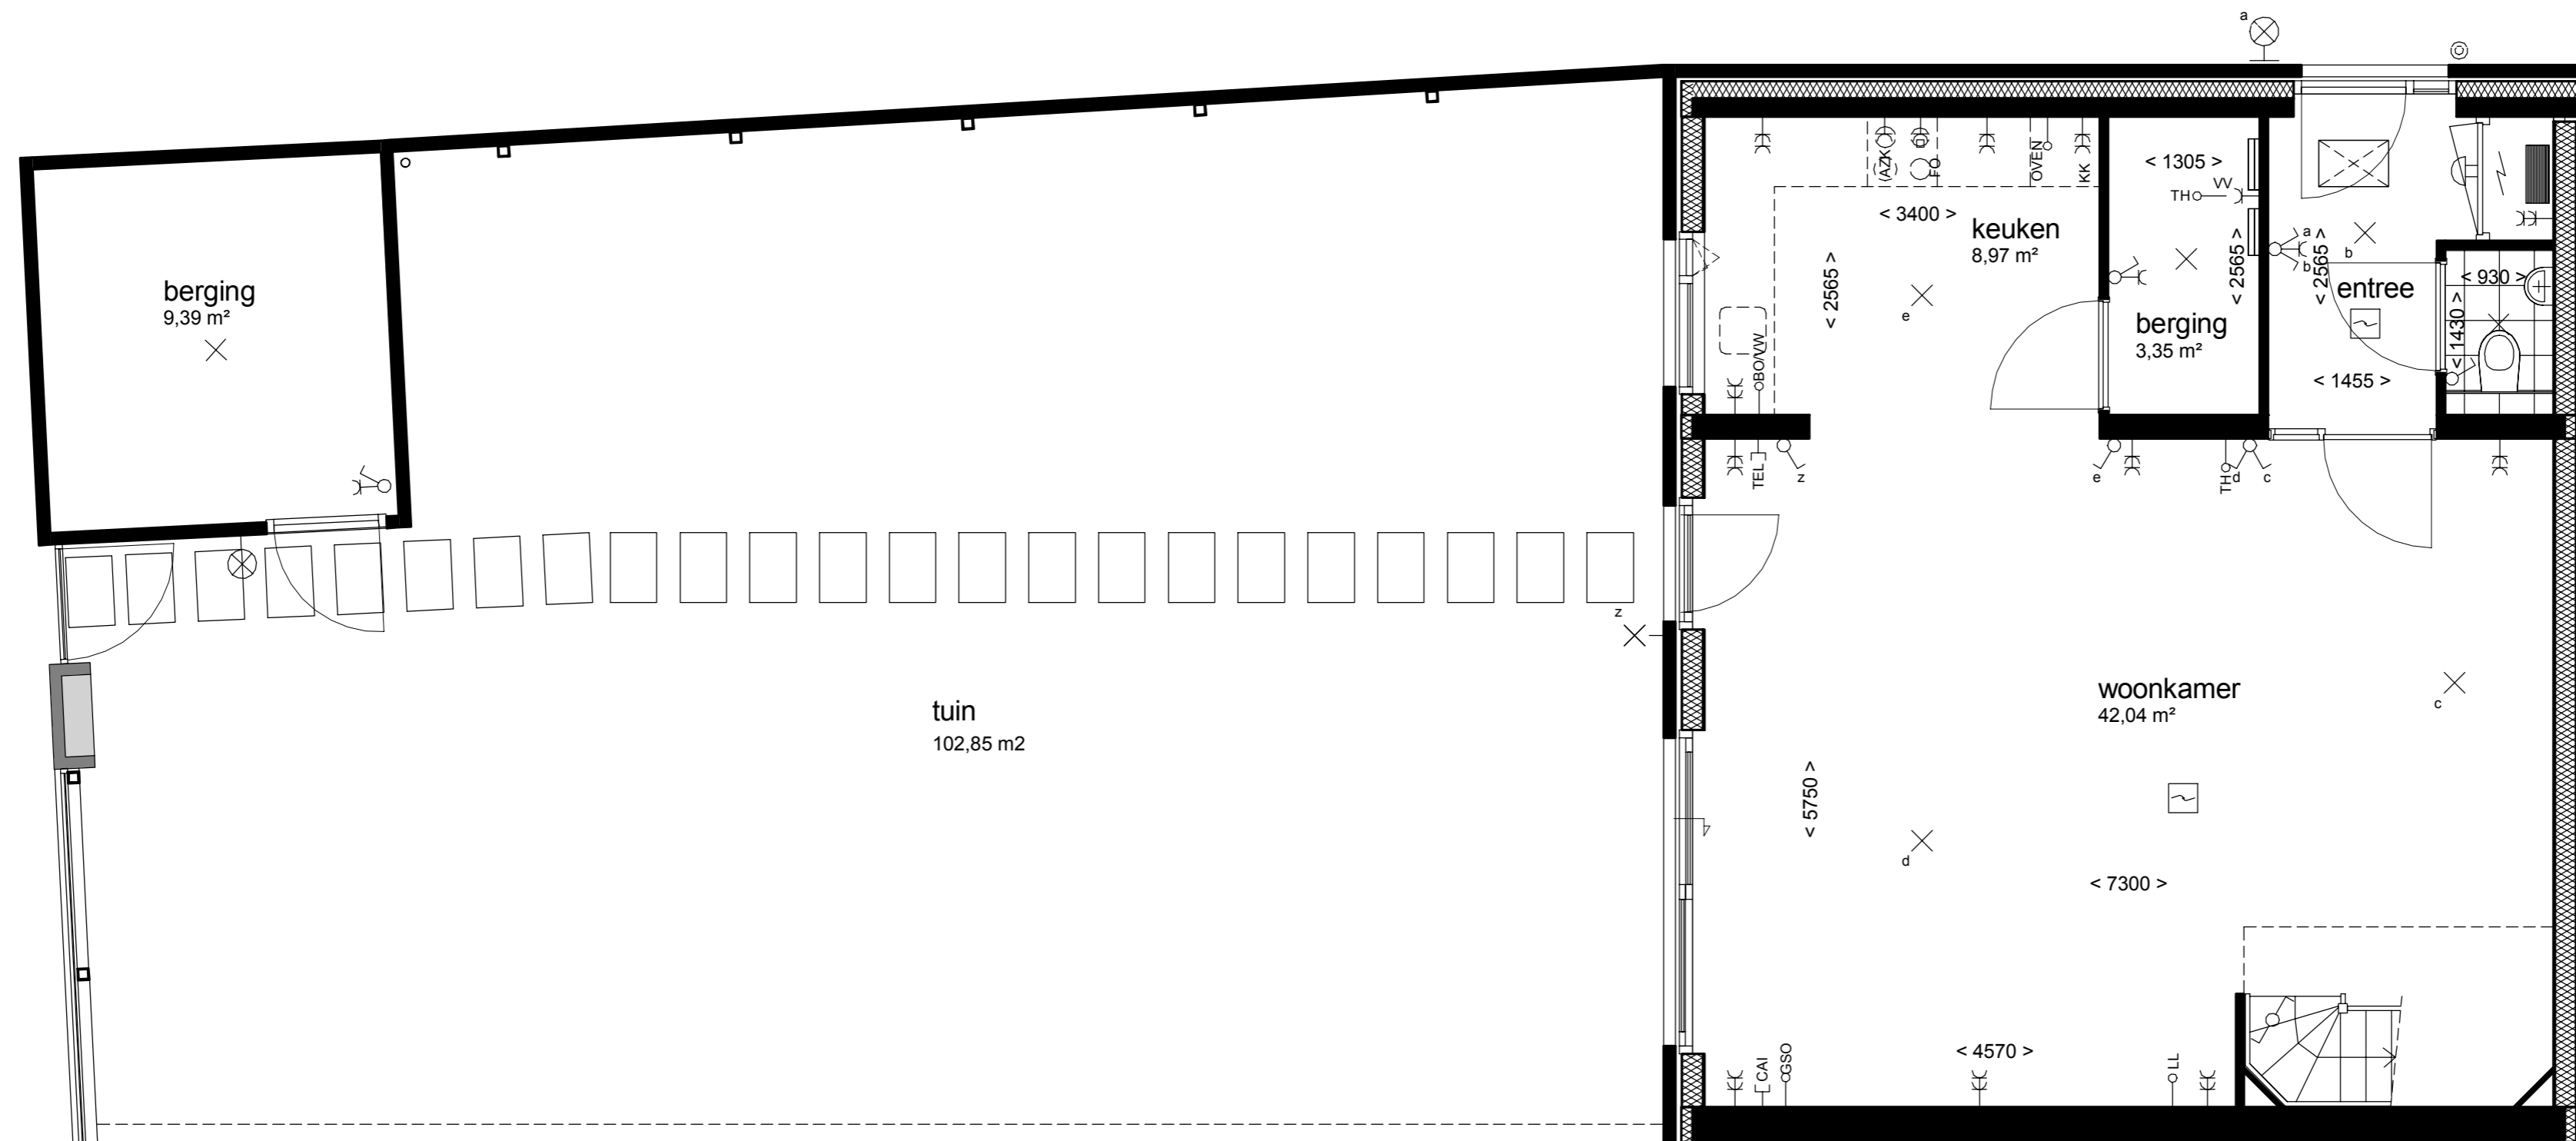 a
berging
9,39 m²
(AZK)
FO
OVEN
KK
< 3400 >
keuken
8,97 m²
< 2565 >
e
BO/VW
< 1305 >
VV
TH
< 2565 >
berging
3,35 m²
a
b
< 2565 >
b
entree
< 1455 >
< 930 >
< 1430 >
TEL
z
e
TH
d
c
z
tuin
102,85 m2
woonkamer
42,04 m²
c
< 5750 >
d
< 7300 >
CAI
GSO
< 4570 >
LL